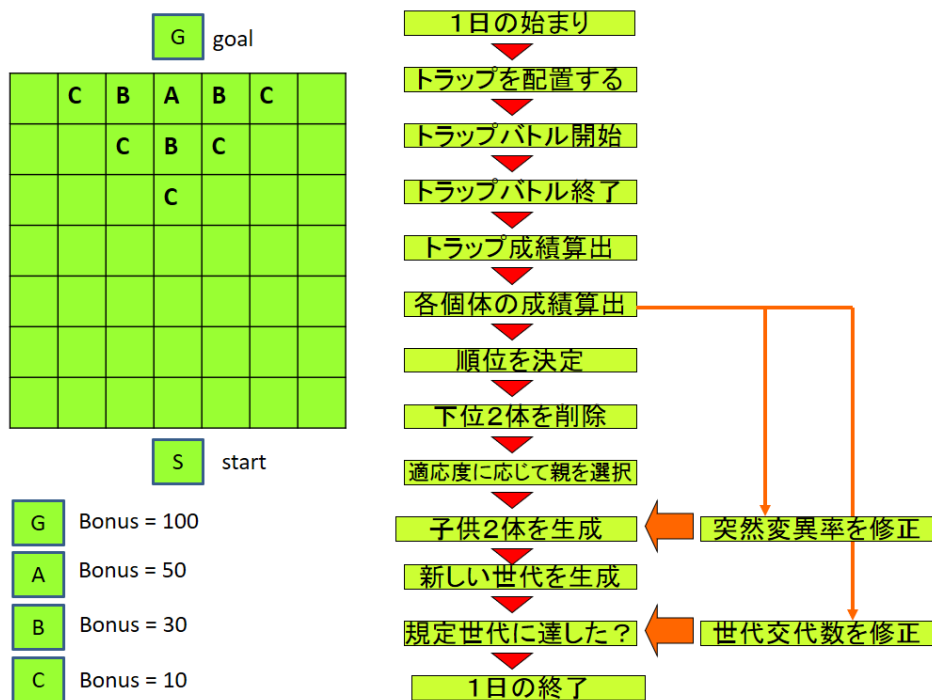 G goal
C B A B C
C B C
C
S start
G Bonus = 100
A Bonus = 50
B Bonus = 30
C Bonus = 10
1日の始まり
トラップを配置する
トラップバトル開始
トラップバトル終了
トラップ成績算出
各個体の成績算出
順位を決定
下位2体を削除
適応度に応じて親を選択
子供2体を生成
突然変異率を修正
新しい世代を生成
規定世代に達した?
世代交代数を修正
1日の終了